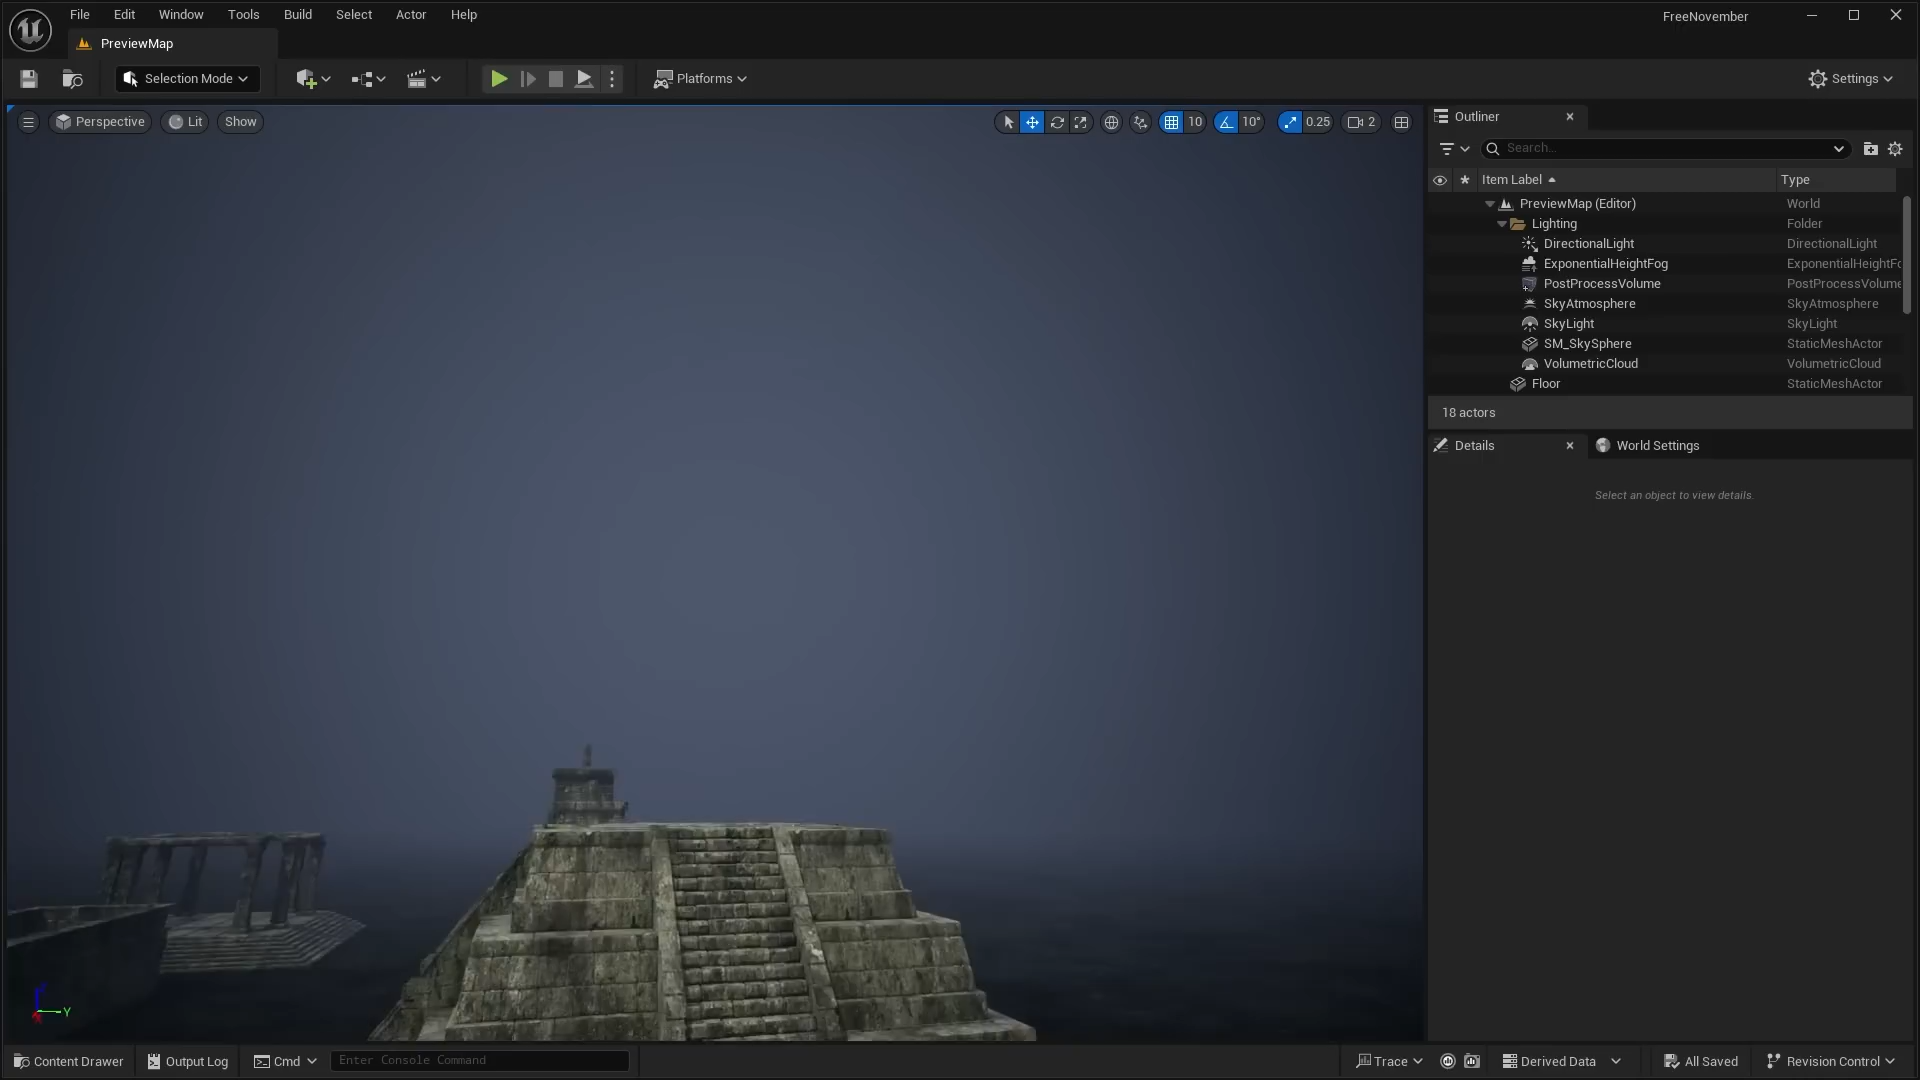 File Edit Window Tools Build Select Actor Help
FreeNovember
PreviewMap
Selection Mode
Platforms
Settings
Perspective
Lit
Show
10
10°
0.25
2
Outliner
Search...
Item Label
Type
PreviewMap (Editor) World
Lighting Folder
DirectionalLight DirectionalLight
ExponentialHeightFog ExponentialHeightFo
PostProcessVolume PostProcessVolume
SkyAtmosphere SkyAtmosphere
SkyLight SkyLight
SM_SkySphere StaticMeshActor
VolumetricCloud VolumetricCloud
Floor StaticMeshActor
18 actors
Details
World Settings
Select an object to view details.
Y
Content Drawer
Output Log
Cmd
Enter Console Command
Trace
Derived Data
All Saved
Revision Control